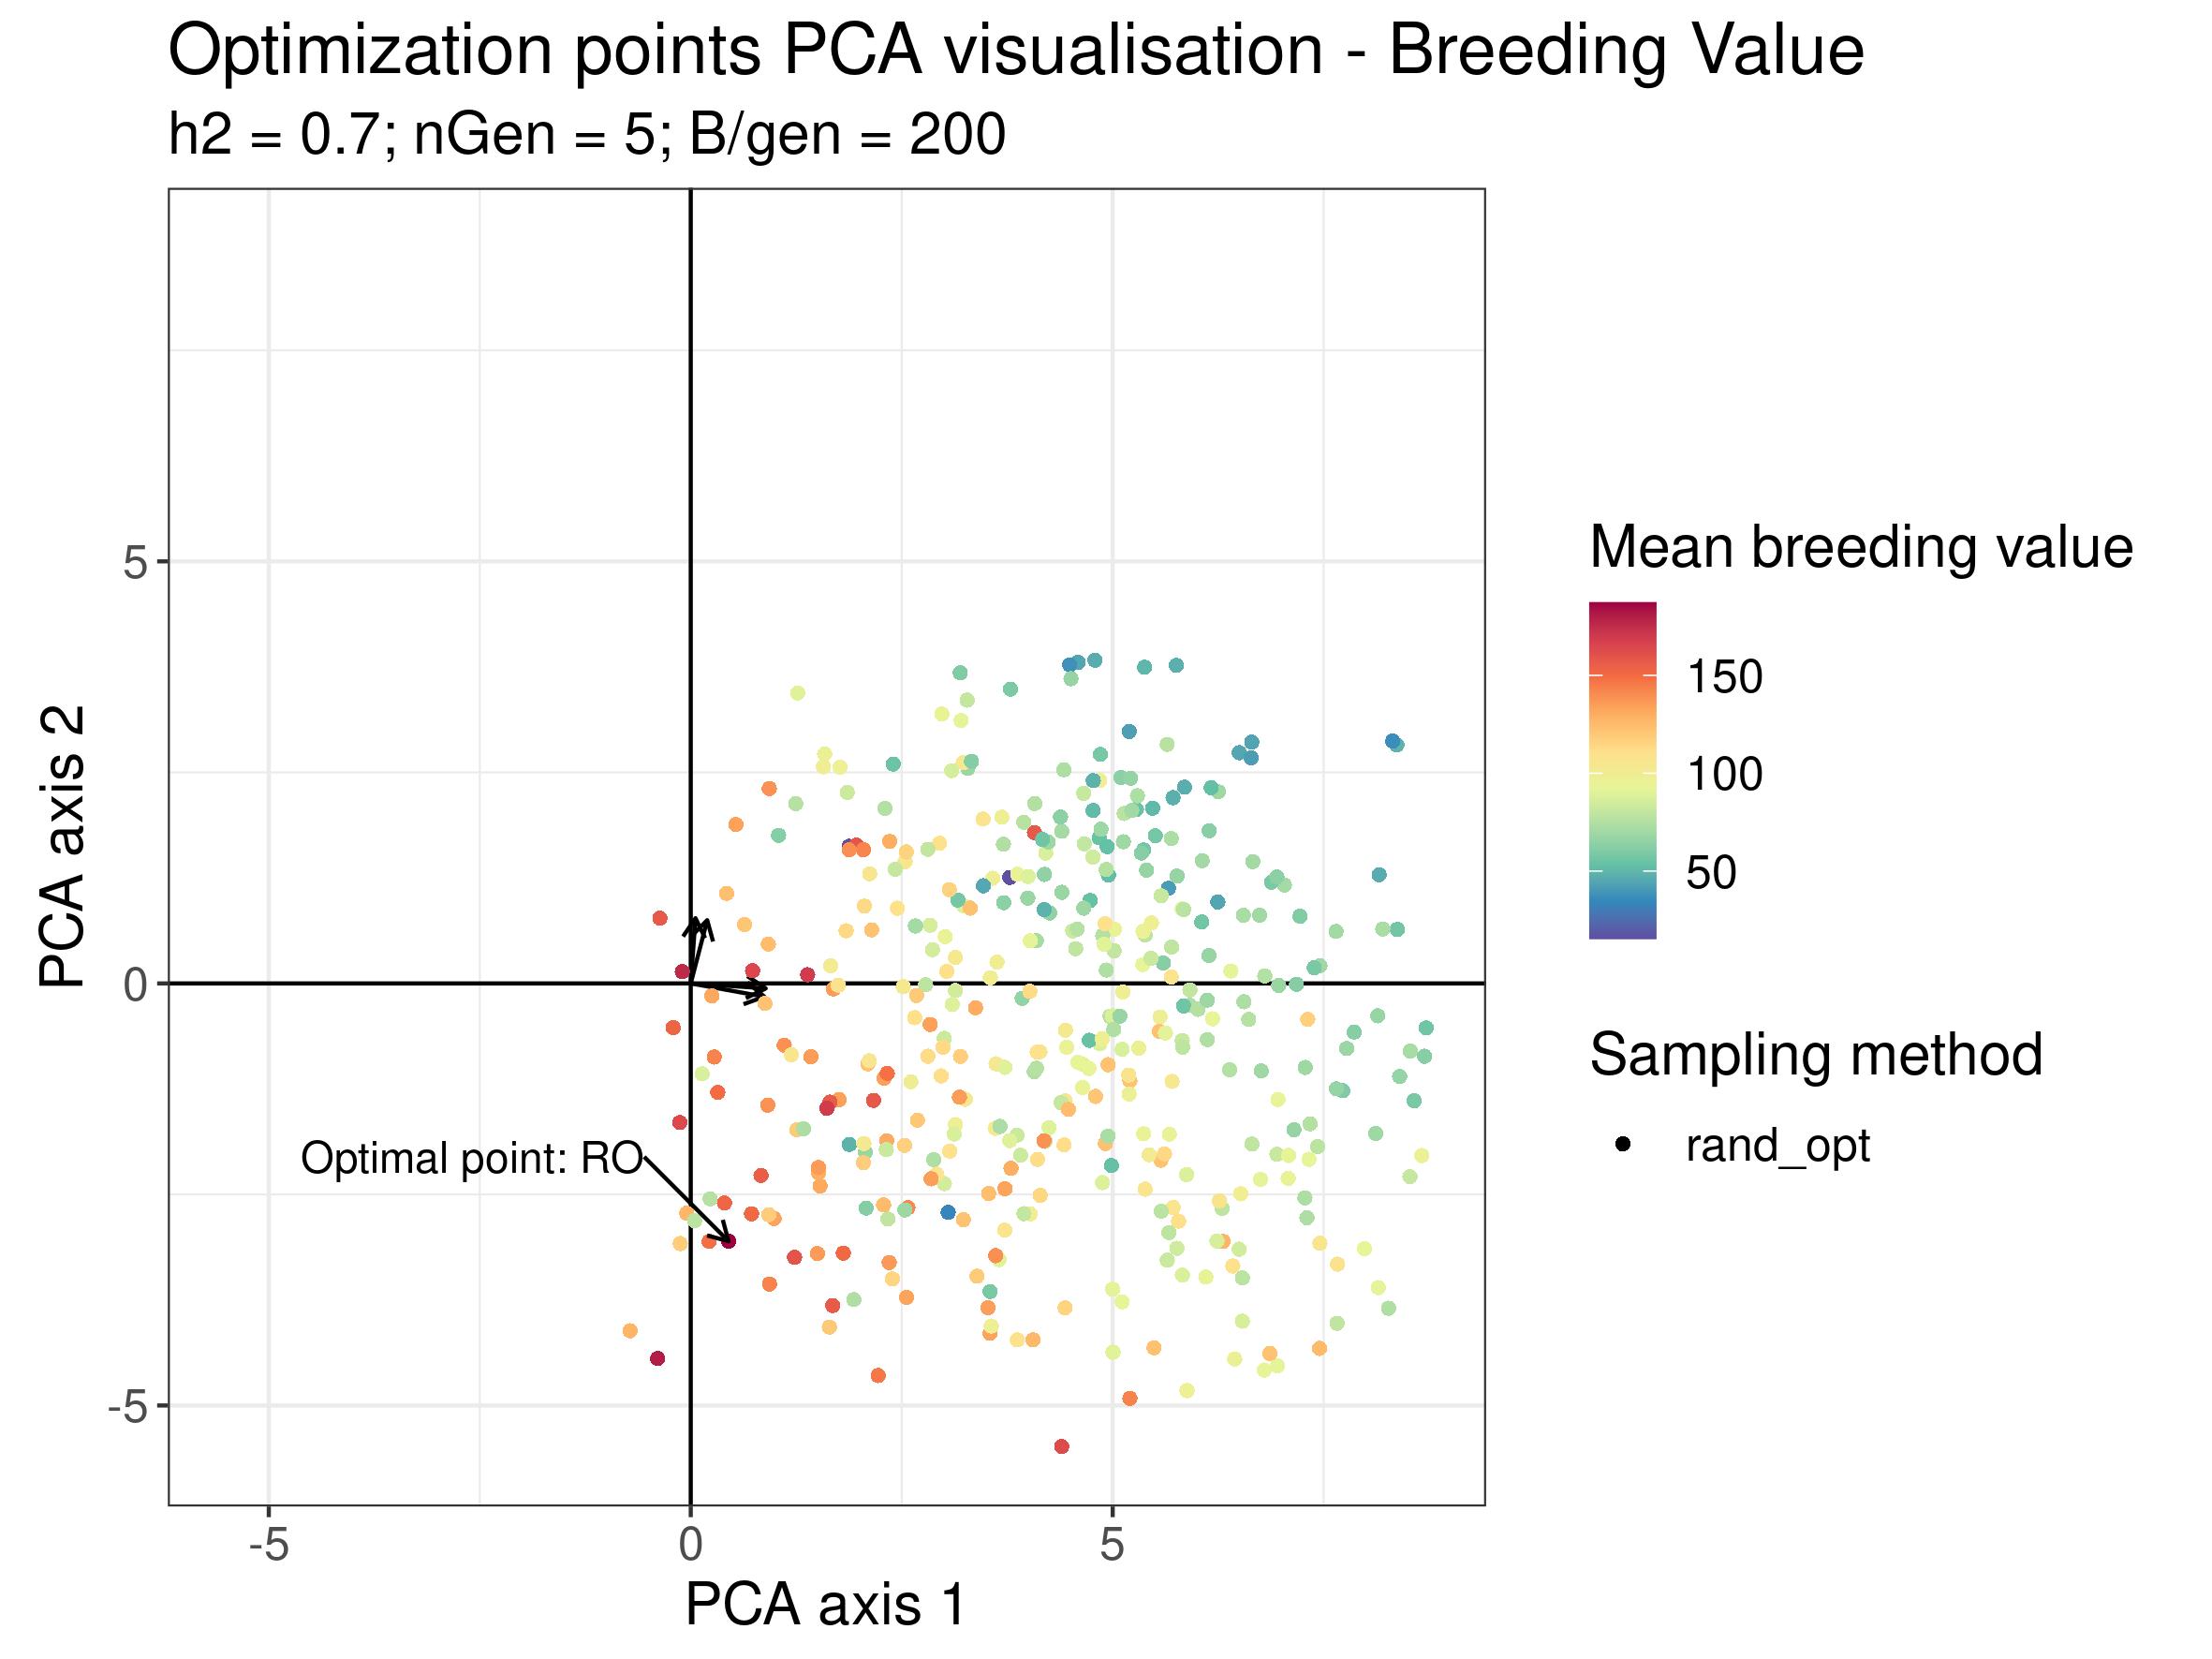 Optimization points PCA visualisation - Breeding Value
h2 = 0.7; nGen = 5; B/gen = 200
PCA axis 2
5
0
-5
Optimal point: RO
-5
0
5
PCA axis 1
Mean breeding value
150
100
50
Sampling method
rand_opt